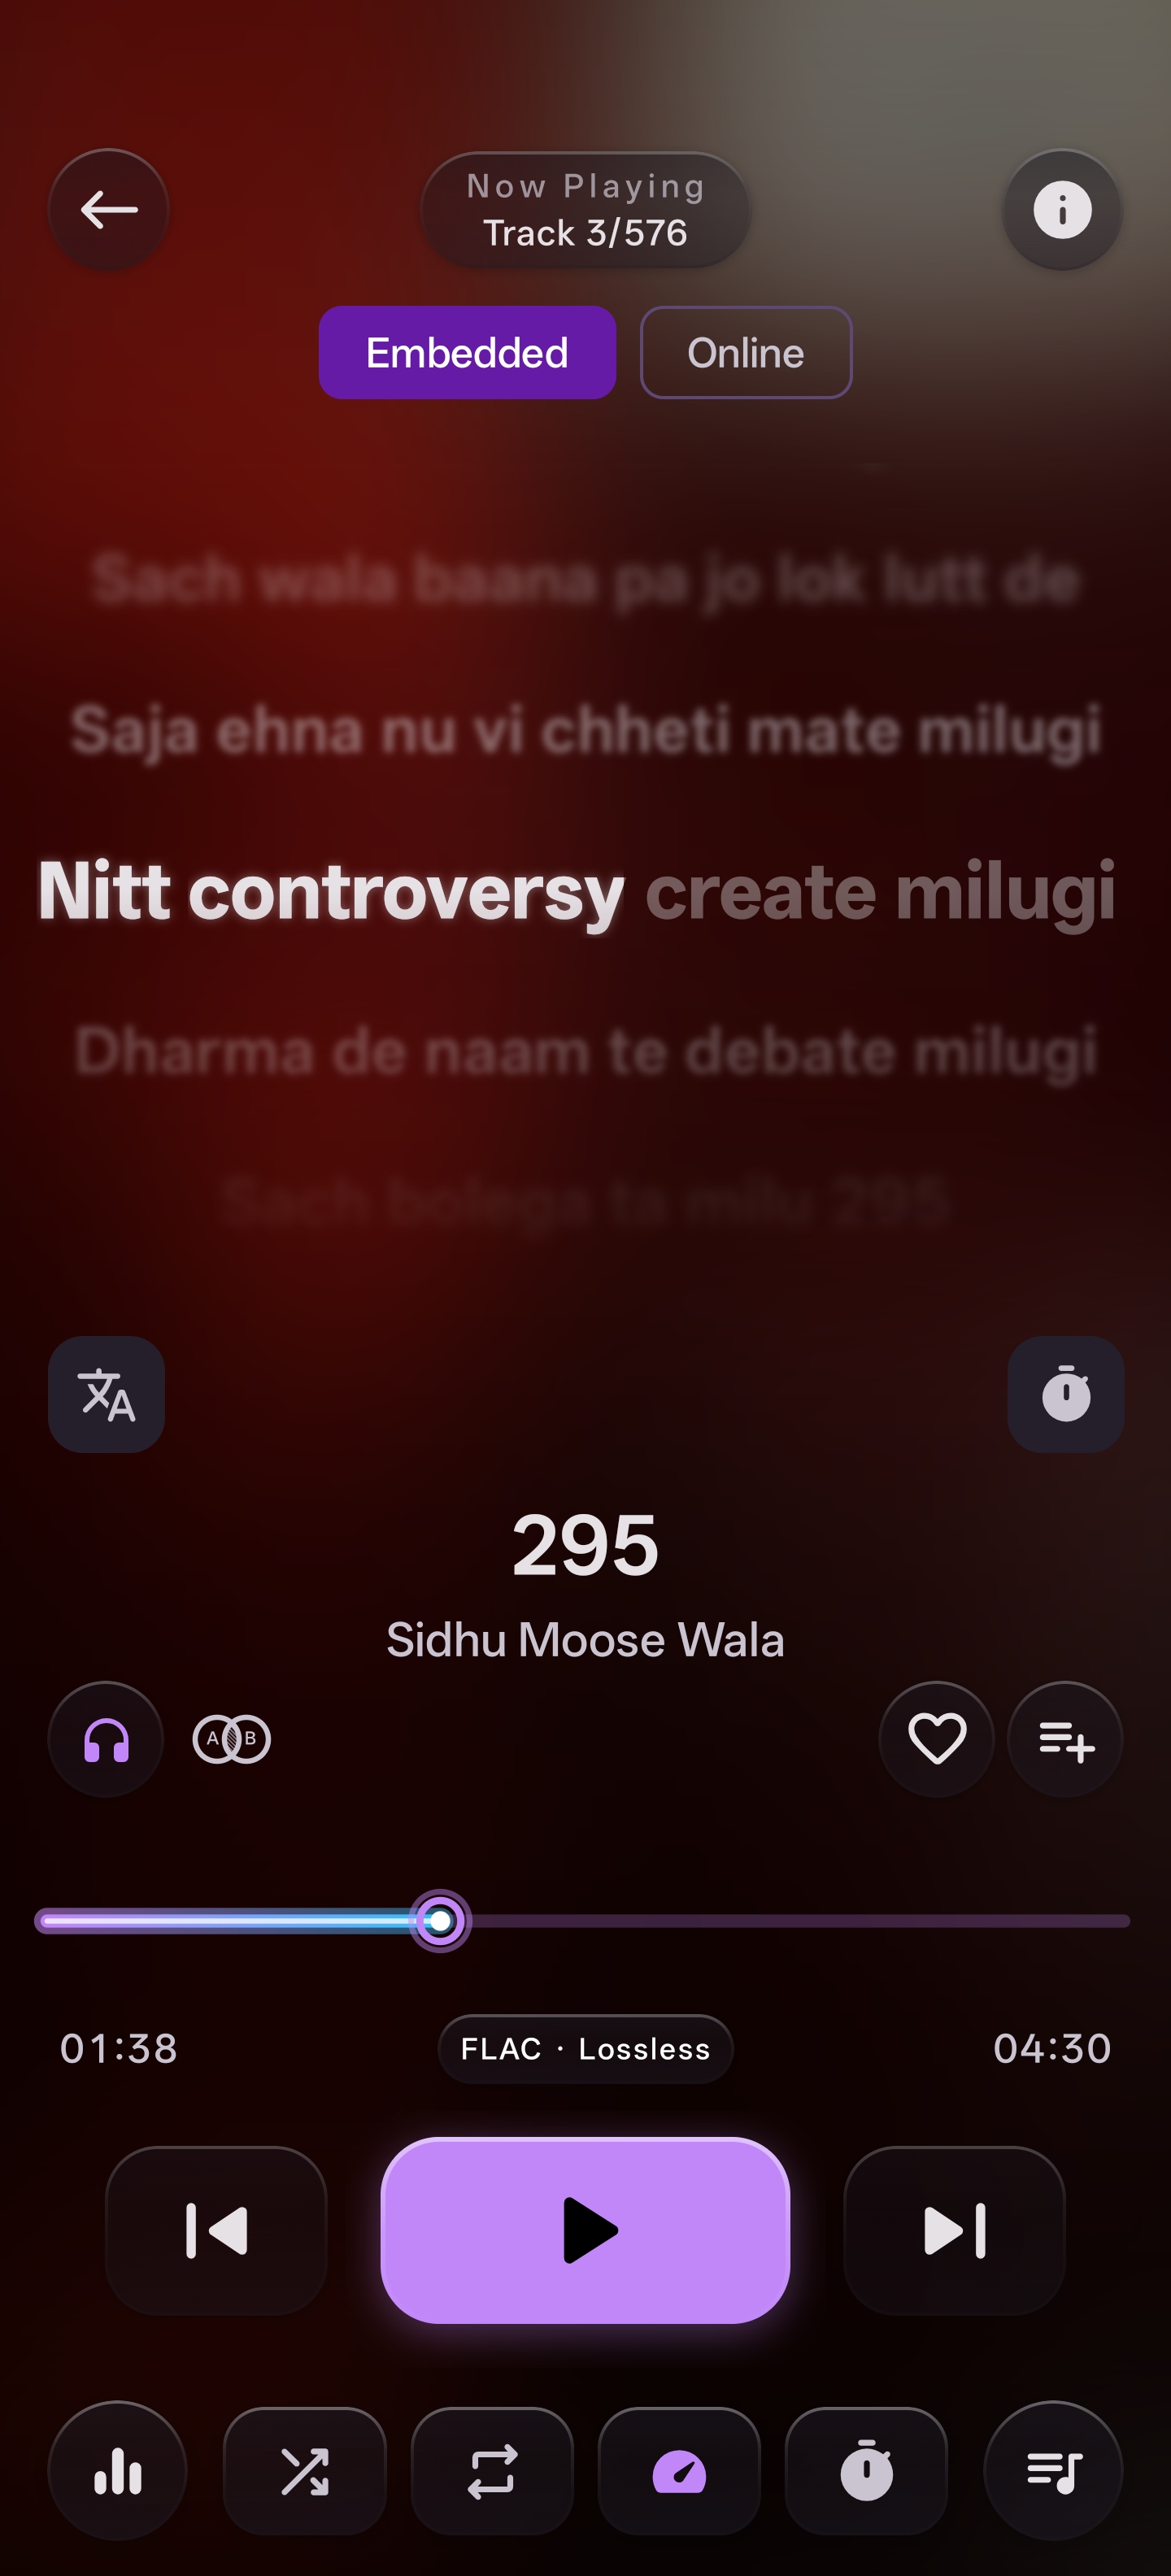 Now Playing
Track 3/576
Embedded
Online
Sach wala baana pa jo lok lutt de
Saja ehna nu vi chheti mate milugi
Nitt controversy create milugi
Dharma de naam te debate milugi
Sach bolega ta milu 295
295
Sidhu Moose Wala
A B
01:38
FLAC · Lossless
04:30